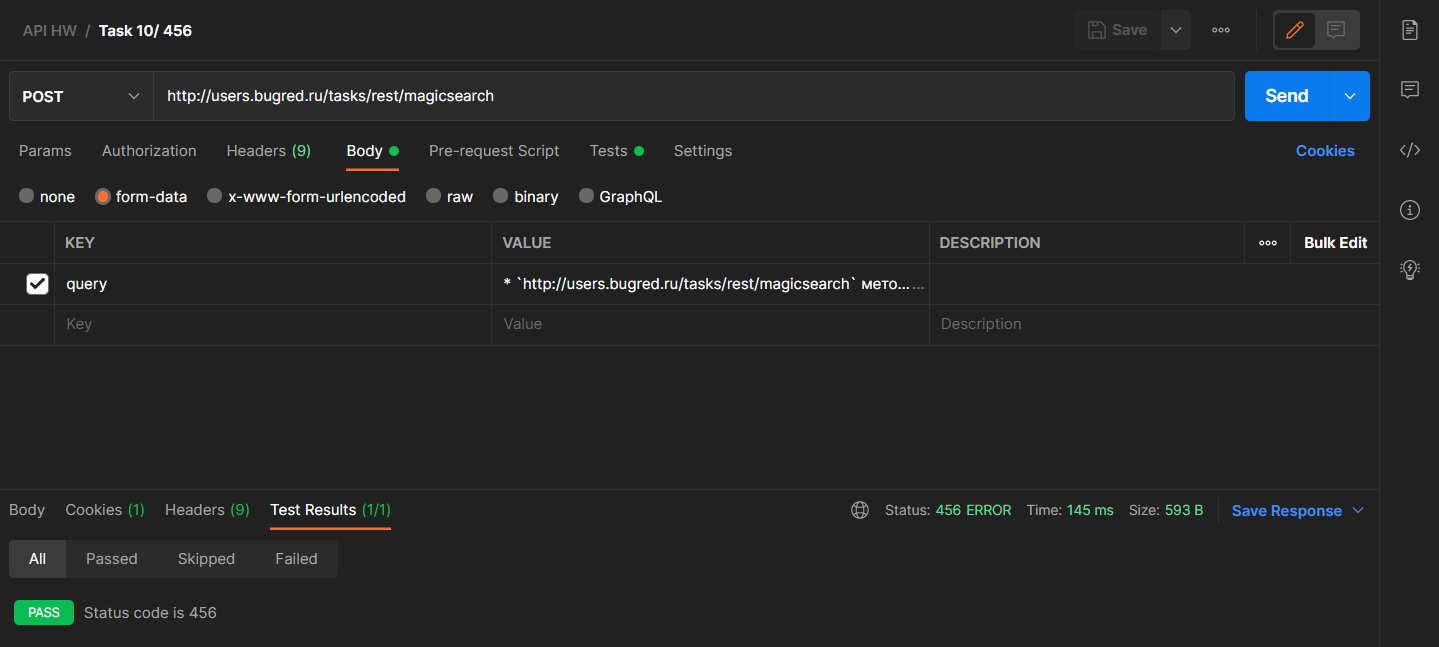 API HW / Task 10/ 456
Save
POST
http://users.bugred.ru/tasks/rest/magicsearch
Send
Params Authorization Headers (9) Body Pre-request Script Tests Settings Cookies
none form-data x-www-form-urlencoded raw binary GraphQL
KEY VALUE DESCRIPTION Bulk Edit
query * `http://users.bugred.ru/tasks/rest/magicsearch` мето... ...
Key Value Description
Body Cookies (1) Headers (9) Test Results (1/1) Status: 456 ERROR Time: 145 ms Size: 593 B Save Response
All Passed Skipped Failed
PASS Status code is 456